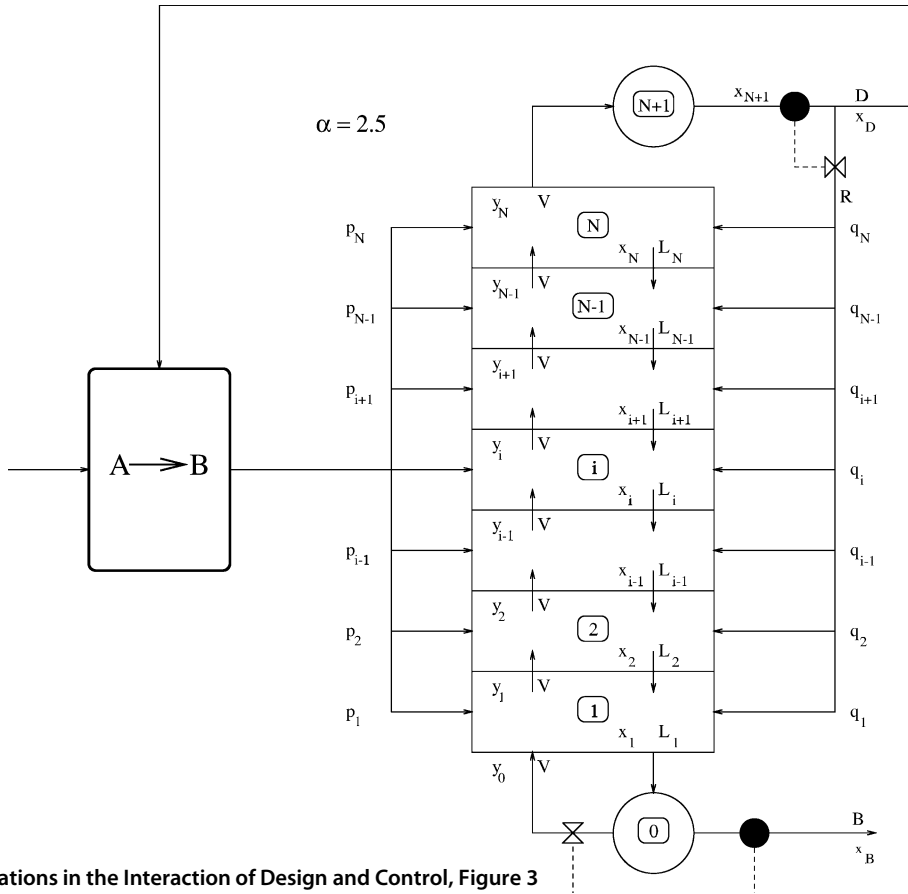 N+1
x_{N+1}
D
x_D
α = 2.5
R
y_N V
N
p_N
x_N L_N
q_N
y_{N-1} V
N-1
p_{N-1}
x_{N-1} L_{N-1}
q_{N-1}
y_{i+1} V
p_{i+1}
x_{i+1} L_{i+1}
q_{i+1}
y_i V
A B
i
x_i L_i
q_i
y_{i-1} V
p_{i-1}
x_{i-1} L_{i-1}
q_{i-1}
y_2 V
2
p_2
x_2 L_2
q_2
y_1 V
1
p_1
x_1 L_1
q_1
y_0 V
0
B
x_B
ations in the Interaction of Design and Control, Figure 3